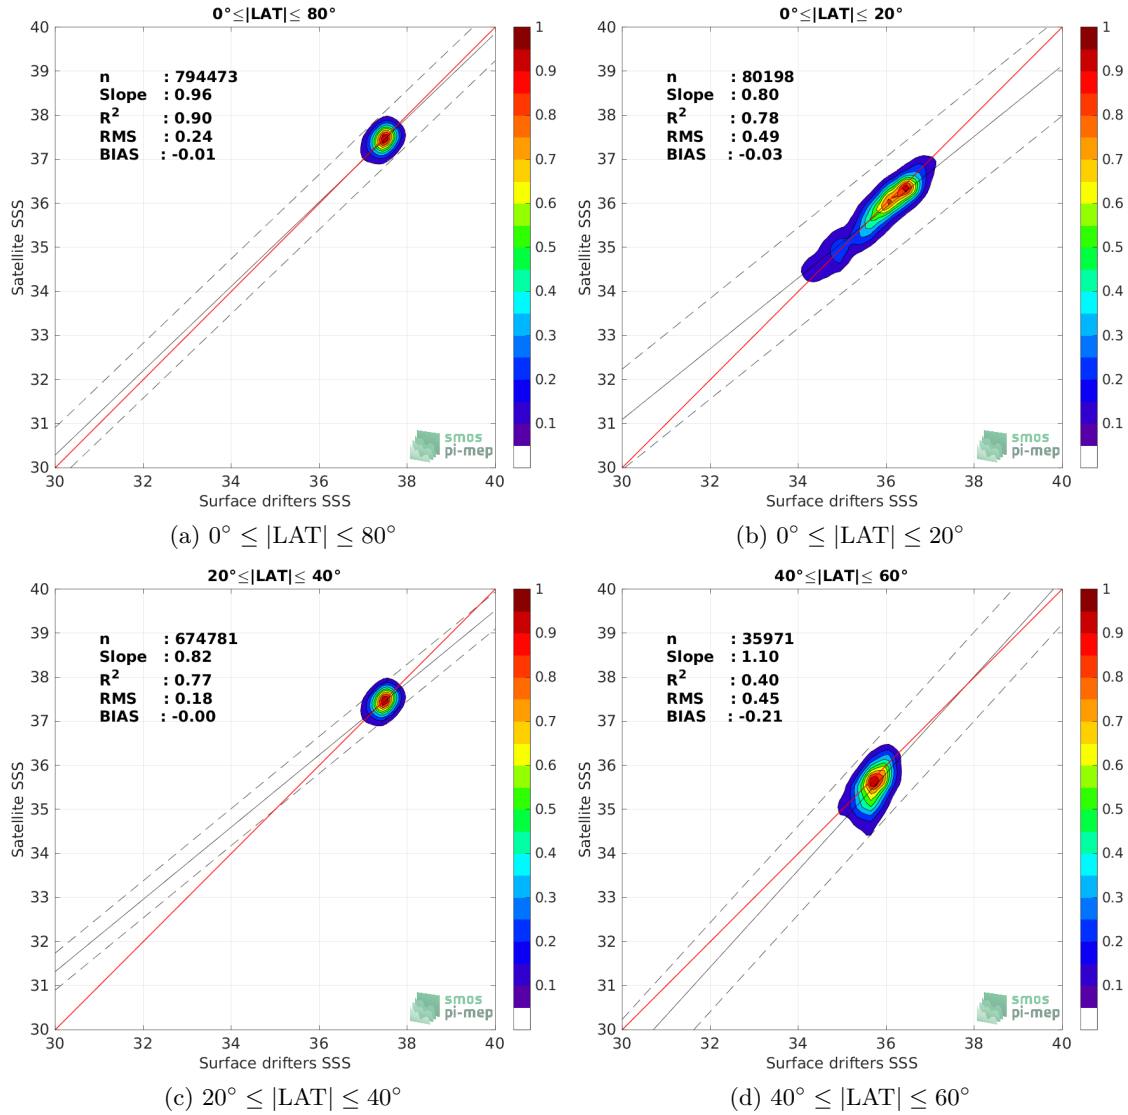 0°≤|LAT|≤ 80°
40
39
38
37
36
35
34
33
32
31
30
Satellite SSS
n : 794473
Slope : 0.96
R² : 0.90
RMS : 0.24
BIAS : -0.01
smos
pi-mep
30 32 34 36 38 40
Surface drifters SSS
1
0.9
0.8
0.7
0.6
0.5
0.4
0.3
0.2
0.1
(a) 0° ≤ |LAT| ≤ 80°
0°≤|LAT|≤ 20°
40
39
38
37
36
35
34
33
32
31
30
Satellite SSS
n : 80198
Slope : 0.80
R² : 0.78
RMS : 0.49
BIAS : -0.03
smos
pi-mep
30 32 34 36 38 40
Surface drifters SSS
1
0.9
0.8
0.7
0.6
0.5
0.4
0.3
0.2
0.1
(b) 0° ≤ |LAT| ≤ 20°
20°≤|LAT|≤ 40°
40
39
38
37
36
35
34
33
32
31
30
Satellite SSS
n : 674781
Slope : 0.82
R² : 0.77
RMS : 0.18
BIAS : -0.00
smos
pi-mep
30 32 34 36 38 40
Surface drifters SSS
1
0.9
0.8
0.7
0.6
0.5
0.4
0.3
0.2
0.1
(c) 20° ≤ |LAT| ≤ 40°
40°≤|LAT|≤ 60°
40
39
38
37
36
35
34
33
32
31
30
Satellite SSS
n : 35971
Slope : 1.10
R² : 0.40
RMS : 0.45
BIAS : -0.21
smos
pi-mep
30 32 34 36 38 40
Surface drifters SSS
1
0.9
0.8
0.7
0.6
0.5
0.4
0.3
0.2
0.1
(d) 40° ≤ |LAT| ≤ 60°